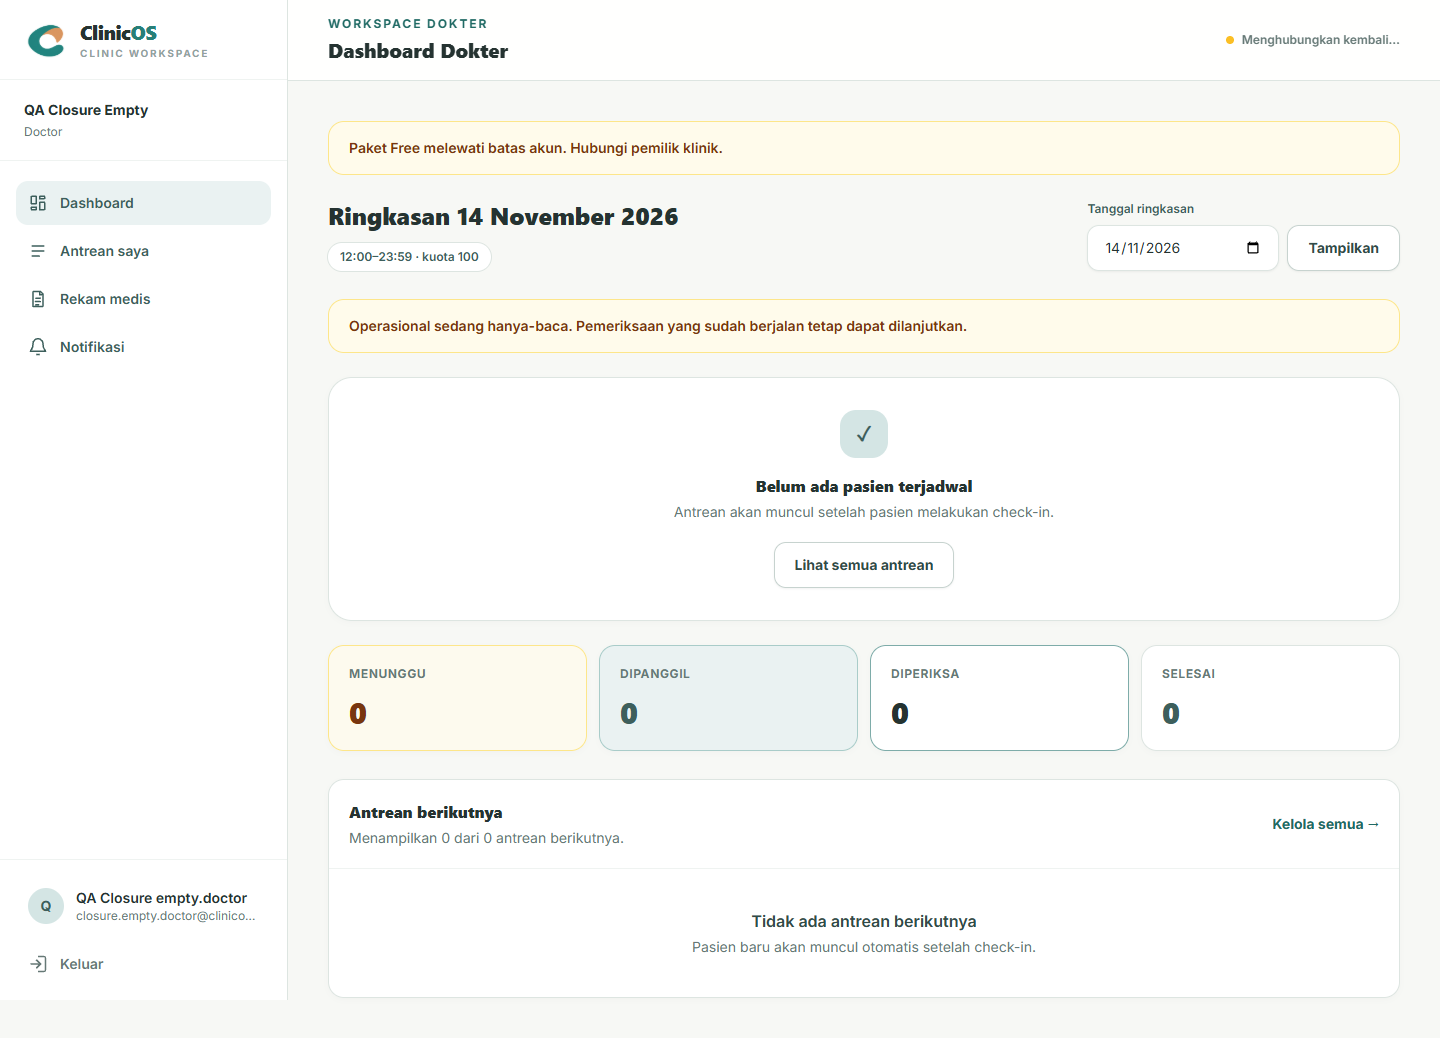 ClinicOS
CLINIC WORKSPACE
QA Closure Empty
Doctor
Dashboard
Antrean saya
Rekam medis
Notifikasi
Q
QA Closure empty.doctor
closure.empty.doctor@clinico...
Keluar
WORKSPACE DOKTER
Dashboard Dokter
Menghubungkan kembali...
Paket Free melewati batas akun. Hubungi pemilik klinik.
Ringkasan 14 November 2026
12:00–23:59 · kuota 100
Tanggal ringkasan
14/11/2026
Tampilkan
Operasional sedang hanya-baca. Pemeriksaan yang sudah berjalan tetap dapat dilanjutkan.
✓
Belum ada pasien terjadwal
Antrean akan muncul setelah pasien melakukan check-in.
Lihat semua antrean
MENUNGGU
0
DIPANGGIL
0
DIPERIKSA
0
SELESAI
0
Antrean berikutnya
Menampilkan 0 dari 0 antrean berikutnya.
Kelola semua →
Tidak ada antrean berikutnya
Pasien baru akan muncul otomatis setelah check-in.